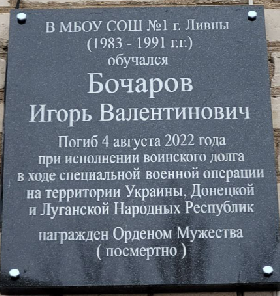 В МБОУ СОШ №1 г. Ливны
(1983 - 1991 г.г.)
обучался
Бочаров
Игорь Валентинович
Погиб 4 августа 2022 года
при исполнении воинского долга
в ходе специальной военной операции
на территории Украины, Донецкой
и Луганской Народных Республик
награжден Орденом Мужества
( посмертно )